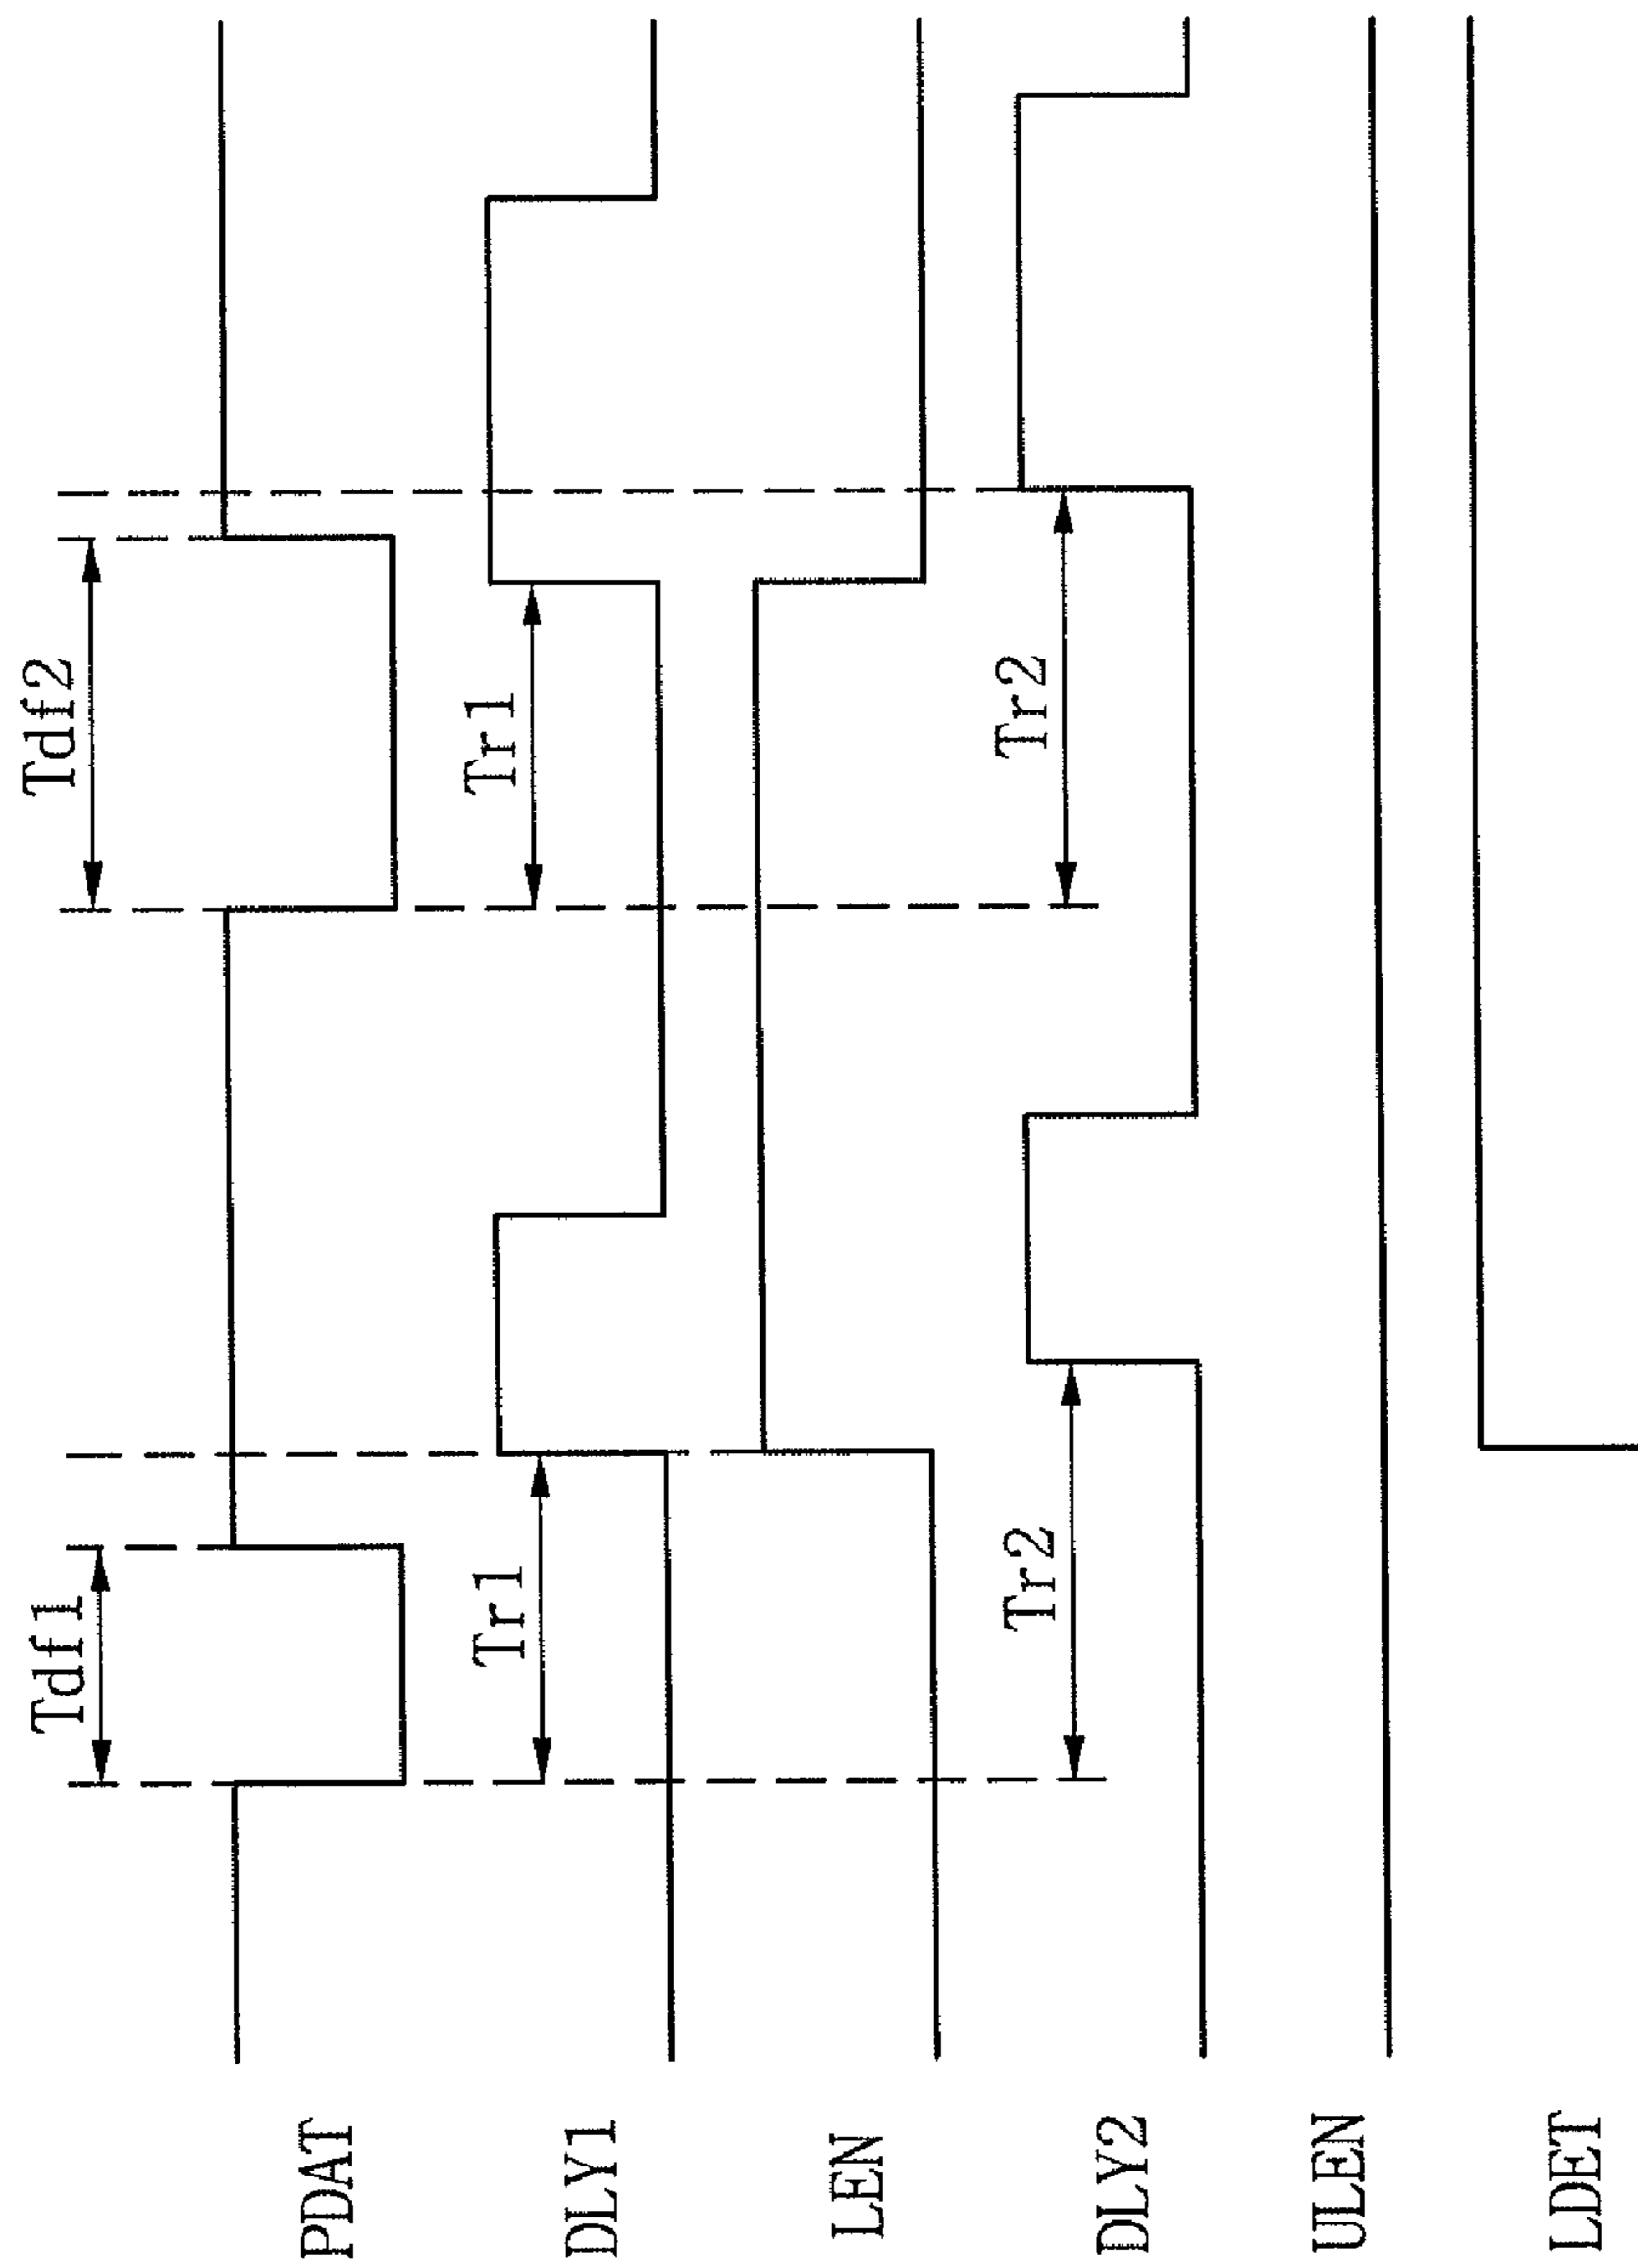 Tdf1
Tdf2
PDAT
Tr1
Tr1
DLY1
LEN
Tr2
Tr2
DLY2
ULEN
LDET